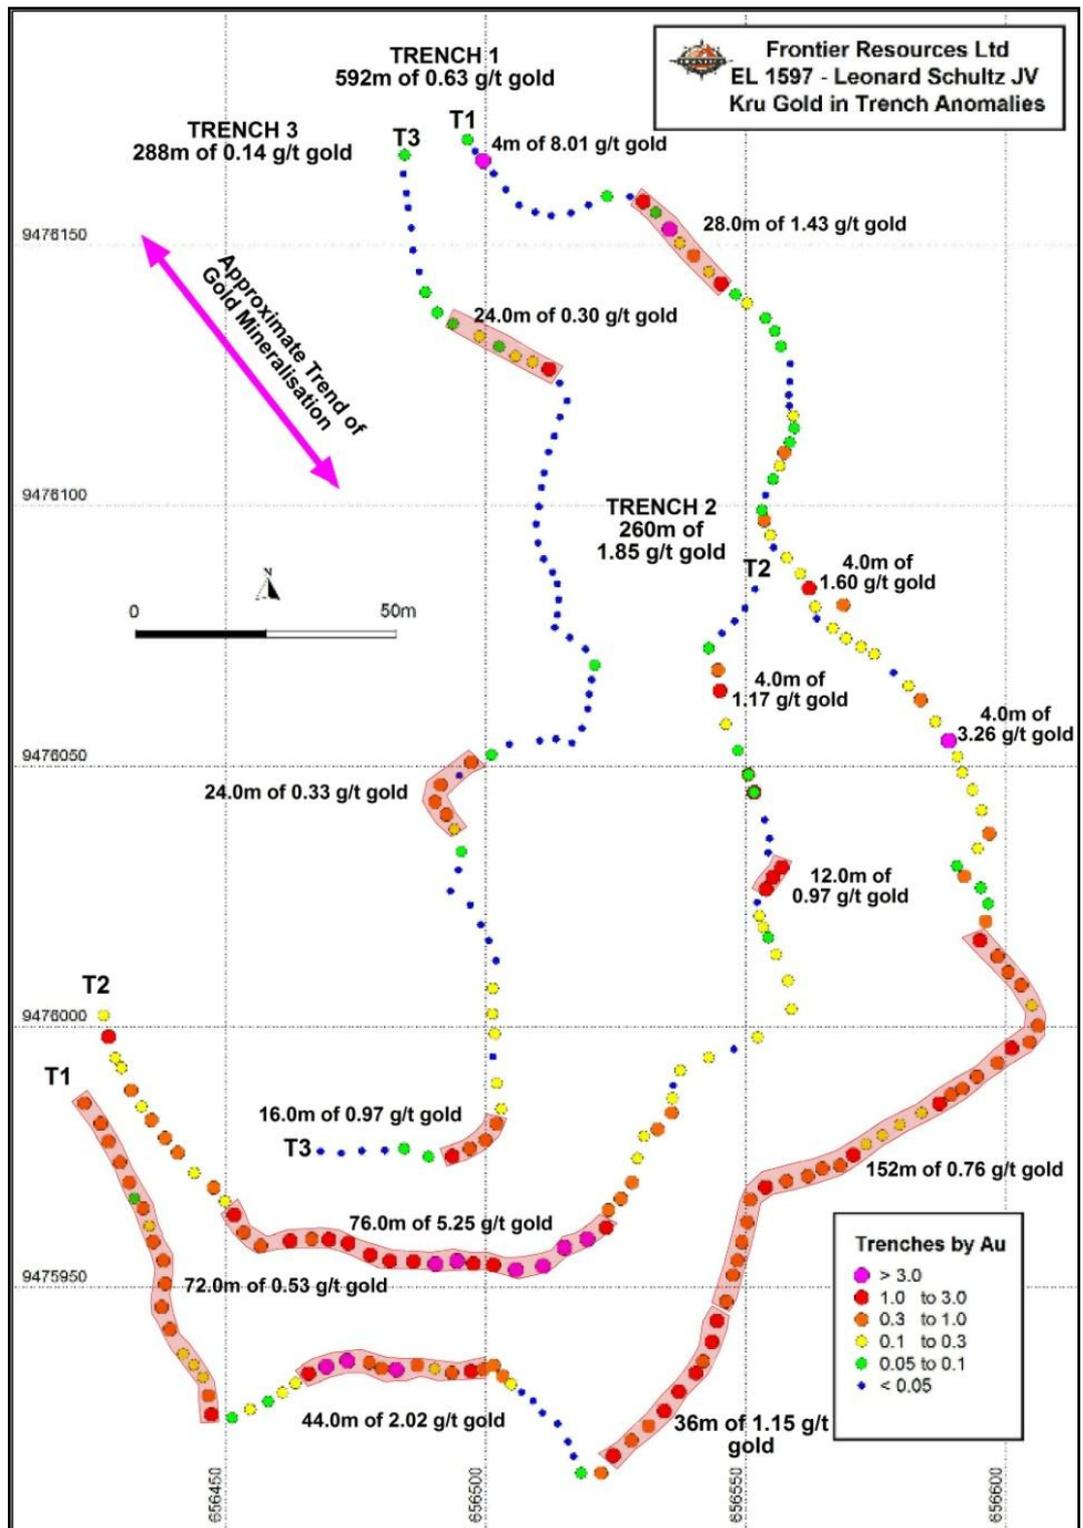 Frontier Resources Ltd
EL 1597 - Leonard Schultz JV
Kru Gold in Trench Anomalies
TRENCH 1
592m of 0.63 g/t gold
TRENCH 3
288m of 0.14 g/t gold
T3
T1
4m of 8.01 g/t gold
28.0m of 1.43 g/t gold
9476150
Approximate Trend of
Gold Mineralisation
24.0m of 0.30 g/t gold
9476100
TRENCH 2
260m of
1.85 g/t gold
T2
4.0m of
1.60 g/t gold
N
0
50m
4.0m of
1.17 g/t gold
4.0m of
3.26 g/t gold
9476050
24.0m of 0.33 g/t gold
12.0m of
0.97 g/t gold
T2
9476000
T1
16.0m of 0.97 g/t gold
T3
152m of 0.76 g/t gold
76.0m of 5.25 g/t gold
9475950
72.0m of 0.53 g/t gold
44.0m of 2.02 g/t gold
36m of 1.15 g/t
gold
Trenches by Au
> 3.0
1.0 to 3.0
0.3 to 1.0
0.1 to 0.3
0.05 to 0.1
< 0.05
656450
656500
656550
656600